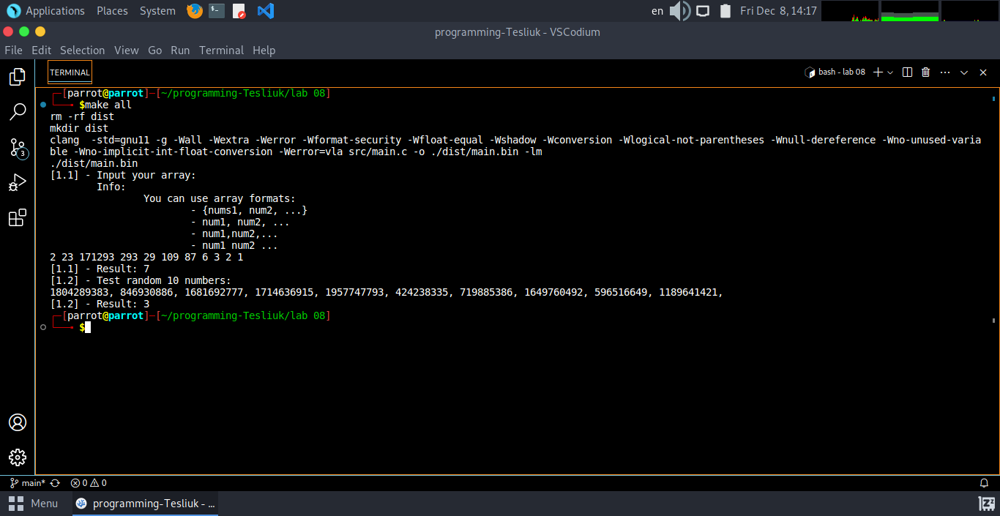 Applications Places System en Fri Dec 8, 14:17
programming-Tesliuk - VSCodium
File Edit Selection View Go Run Terminal Help
TERMINAL bash - lab 08
[parrot@parrot]─[~/programming-Tesliuk/lab 08]
$make all
rm -rf dist
mkdir dist
clang  -std=gnu11 -g -Wall -Wextra -Werror -Wformat-security -Wfloat-equal -Wshadow -Wconversion -Wlogical-not-parentheses -Wnull-dereference -Wno-unused-varia
ble -Wno-implicit-int-float-conversion -Werror=vla src/main.c -o ./dist/main.bin -lm
./dist/main.bin
[1.1] - Input your array:
Info:
You can use array formats:
- {nums1, num2, ...}
- num1, num2, ...
- num1,num2,...
- num1 num2 ...
2 23 171293 293 29 109 87 6 3 2 1
[1.1] - Result: 7
[1.2] - Test random 10 numbers:
1804289383, 846930886, 1681692777, 1714636915, 1957747793, 424238335, 719885386, 1649760492, 596516649, 1189641421,
[1.2] - Result: 3
[parrot@parrot]─[~/programming-Tesliuk/lab 08]
$
3
main* 0 0
Menu programming-Tesliuk - ...